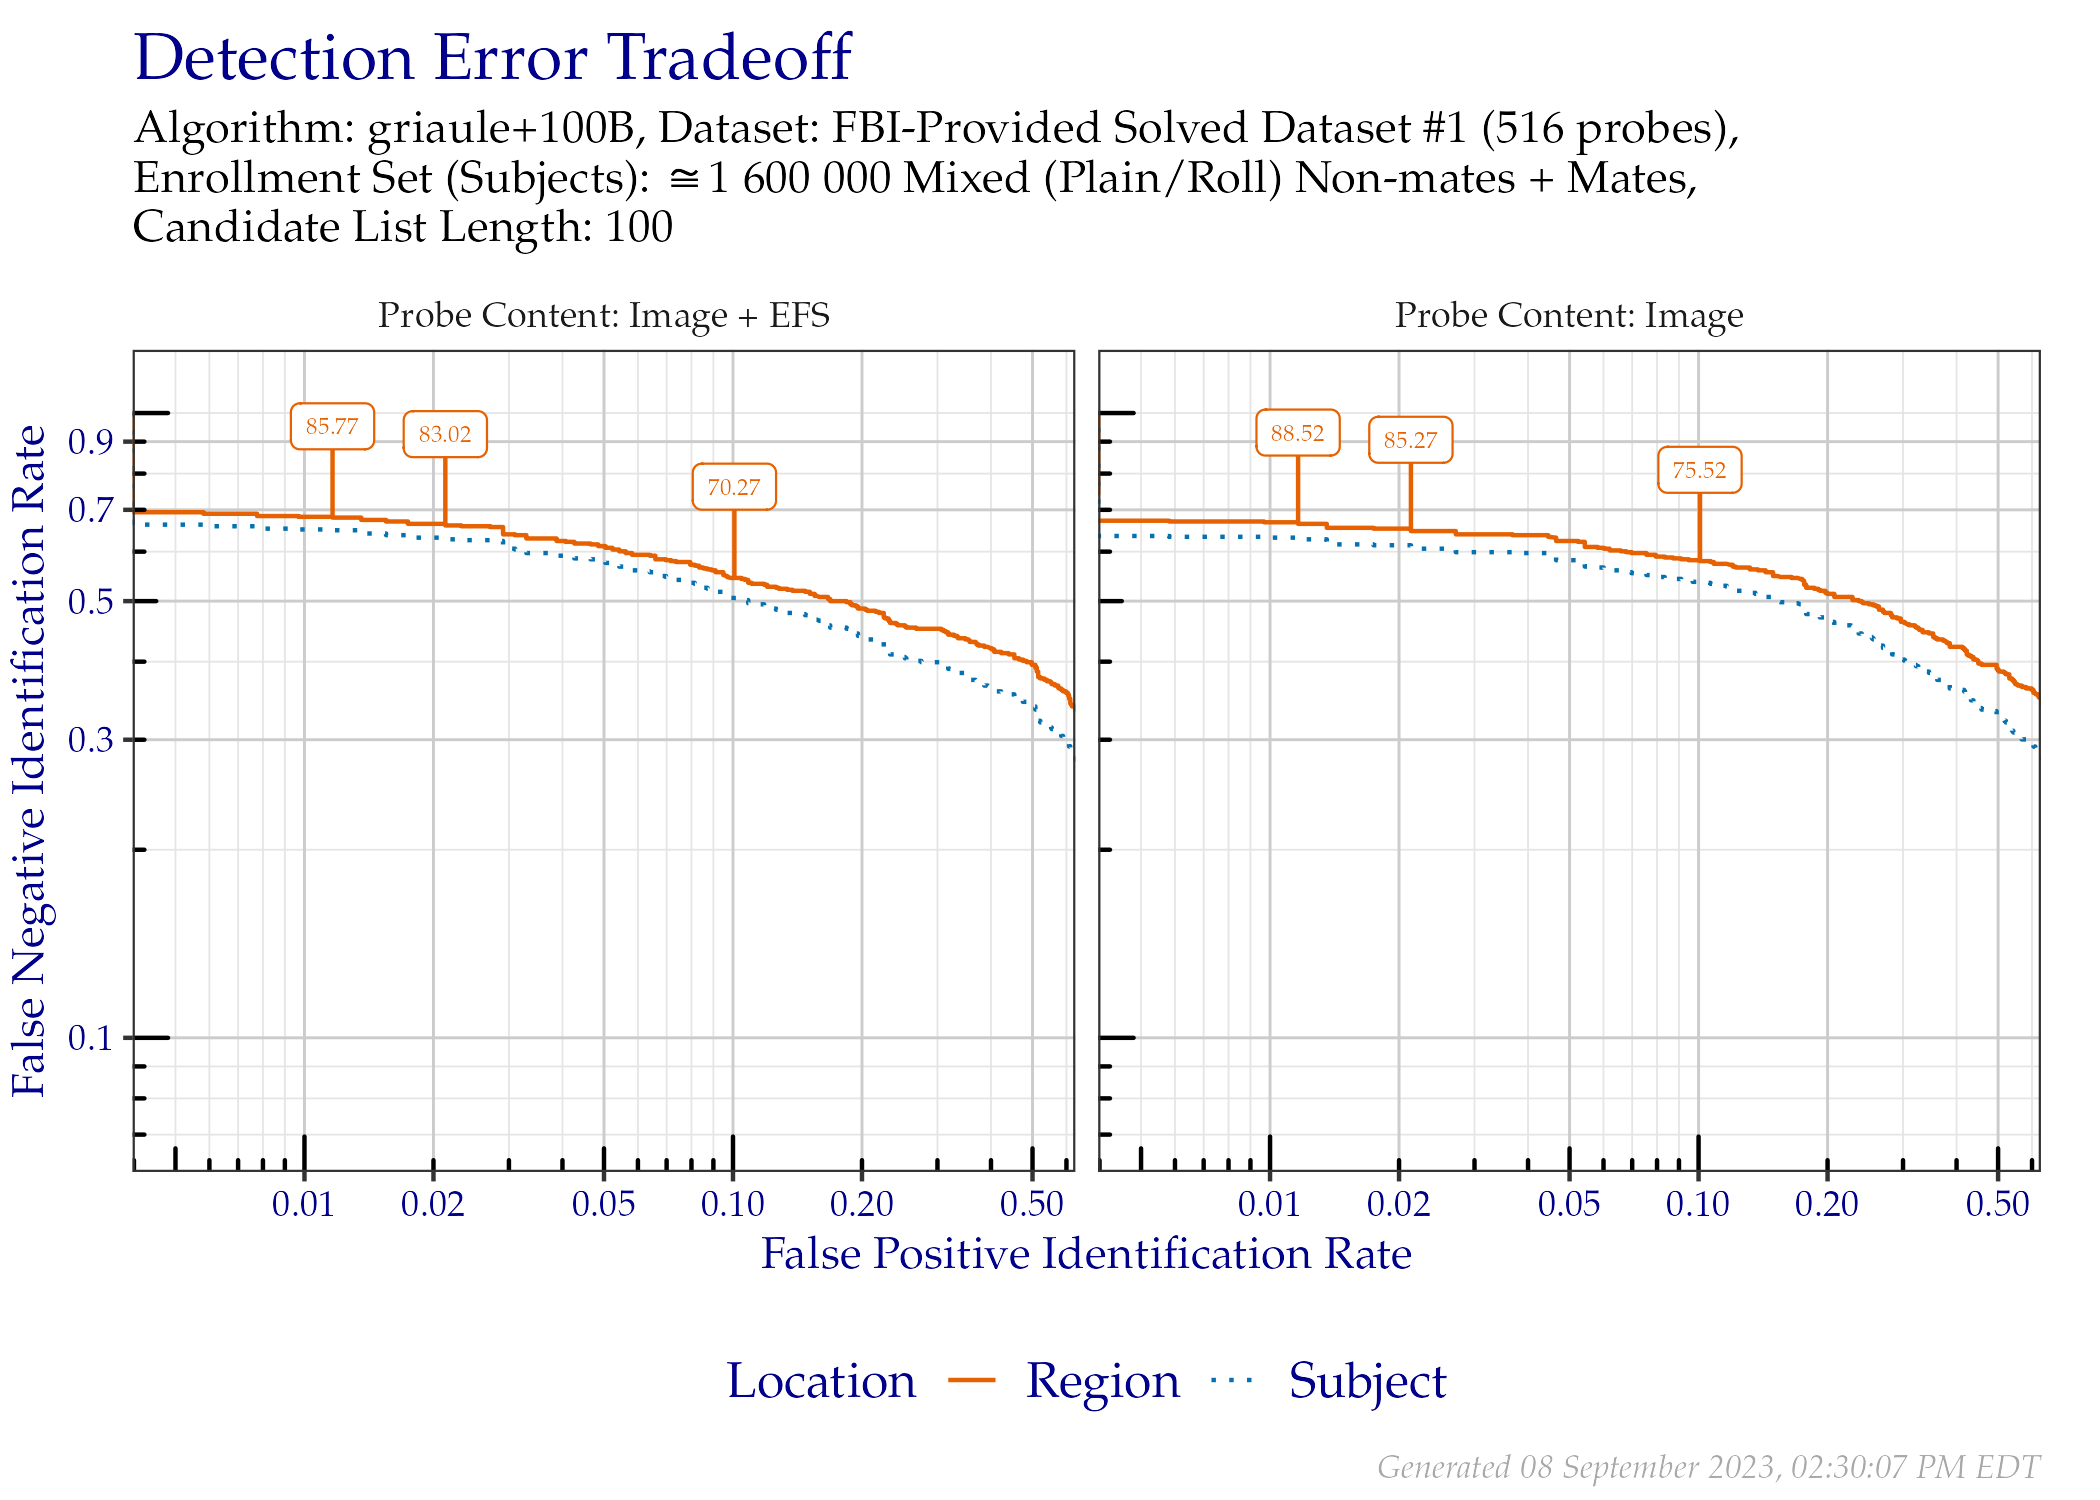 Detection Error Tradeoff
Algorithm: griaule+100B, Dataset: FBI-Provided Solved Dataset #1 (516 probes),
Enrollment Set (Subjects): ≅1 600 000 Mixed (Plain/Roll) Non-mates + Mates,
Candidate List Length: 100
Probe Content: Image + EFS
Probe Content: Image
False Negative Identification Rate
0.9
0.7
0.5
0.3
0.1
85.77
83.02
70.27
88.52
85.27
75.52
0.01 0.02 0.05 0.10 0.20 0.50
0.01 0.02 0.05 0.10 0.20 0.50
False Positive Identification Rate
Location Region Subject
Generated 08 September 2023, 02:30:07 PM EDT